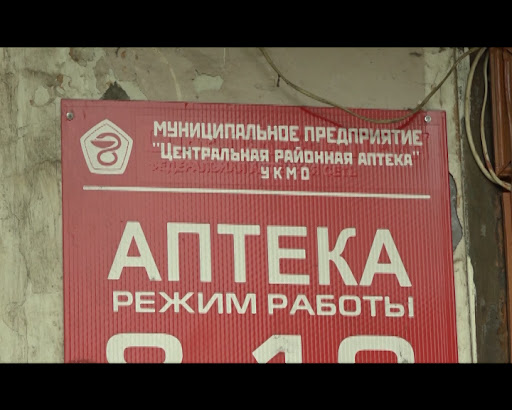 МУНИЦИПАЛЬНОЕ ПРЕДПРИЯТИЕ
"ЦЕНТРАЛЬНАЯ РАЙОННАЯ АПТЕКА"
УКМО
АПТЕКА
РЕЖИМ РАБОТЫ